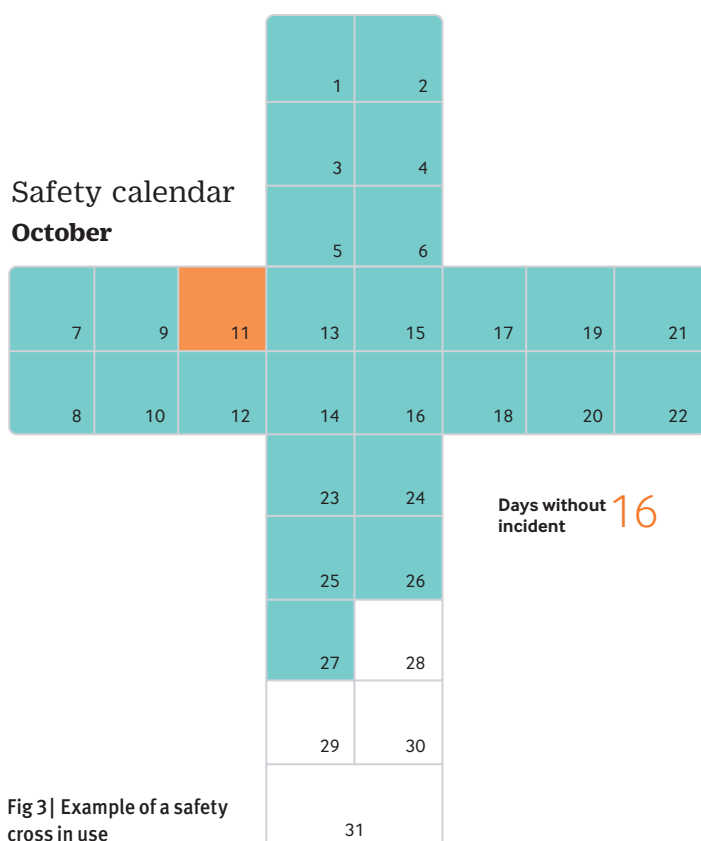 1 2
3 4
Safety calendar
October
5 6
7 9 11 13 15 17 19 21
8 10 12 14 16 18 20 22
23 24
Days without 16
incident
25 26
27 28
29 30
Fig 3| Example of a safety
cross in use
31